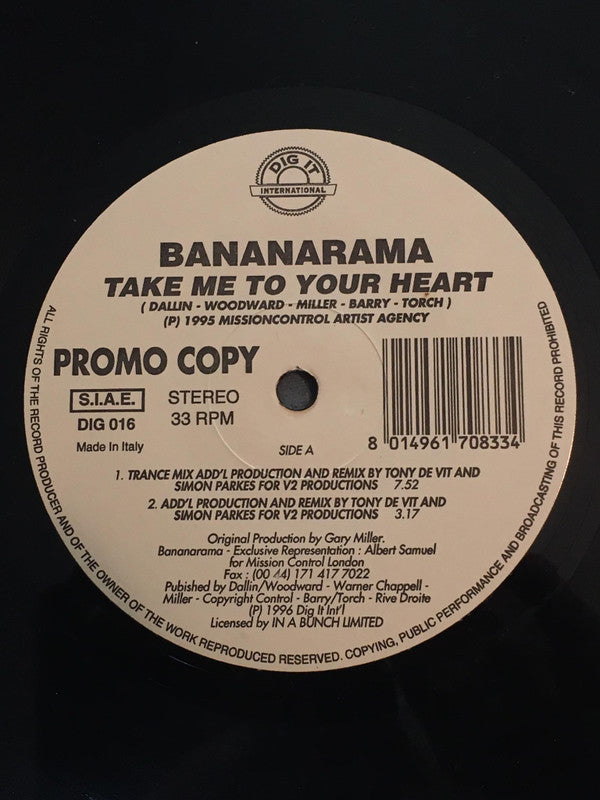 DIG IT
INTERNATIONAL
BANANARAMA
TAKE ME TO YOUR HEART
( DALLIN - WOODWARD - MILLER - BARRY - TORCH )
(P) 1995 MISSIONCONTROL ARTIST AGENCY
PROMO COPY
S.I.A.E.
DIG 016
Made in Italy
STEREO
33 RPM
SIDE A
8 014961 708334
1. TRANCE MIX ADD'L PRODUCTION AND REMIX BY TONY DE VIT AND
SIMON PARKES FOR V2 PRODUCTIONS 7.52
2. ADD'L PRODUCTION AND REMIX BY TONY DE VIT AND
SIMON PARKES FOR V2 PRODUCTIONS 3.17
Original Production by Gary Miller.
Bananarama - Exclusive Representation : Albert Samuel
for Mission Control London
Fax : (00 44) 171 417 7022
Pubished by Dallin/Woodward - Warner Chappell -
Miller - Copyright Control - Barry/Torch - Rive Droite
(P) 1996 Dig It Int'l
Licensed by IN A BUNCH LIMITED
ALL RIGHTS OF THE RECORD PRODUCER AND OF THE OWNER OF THE WORK REPRODUCED RESERVED. COPYING, PUBLIC PERFORMANCE AND BROADCASTING OF THIS RECORD PROHIBITED